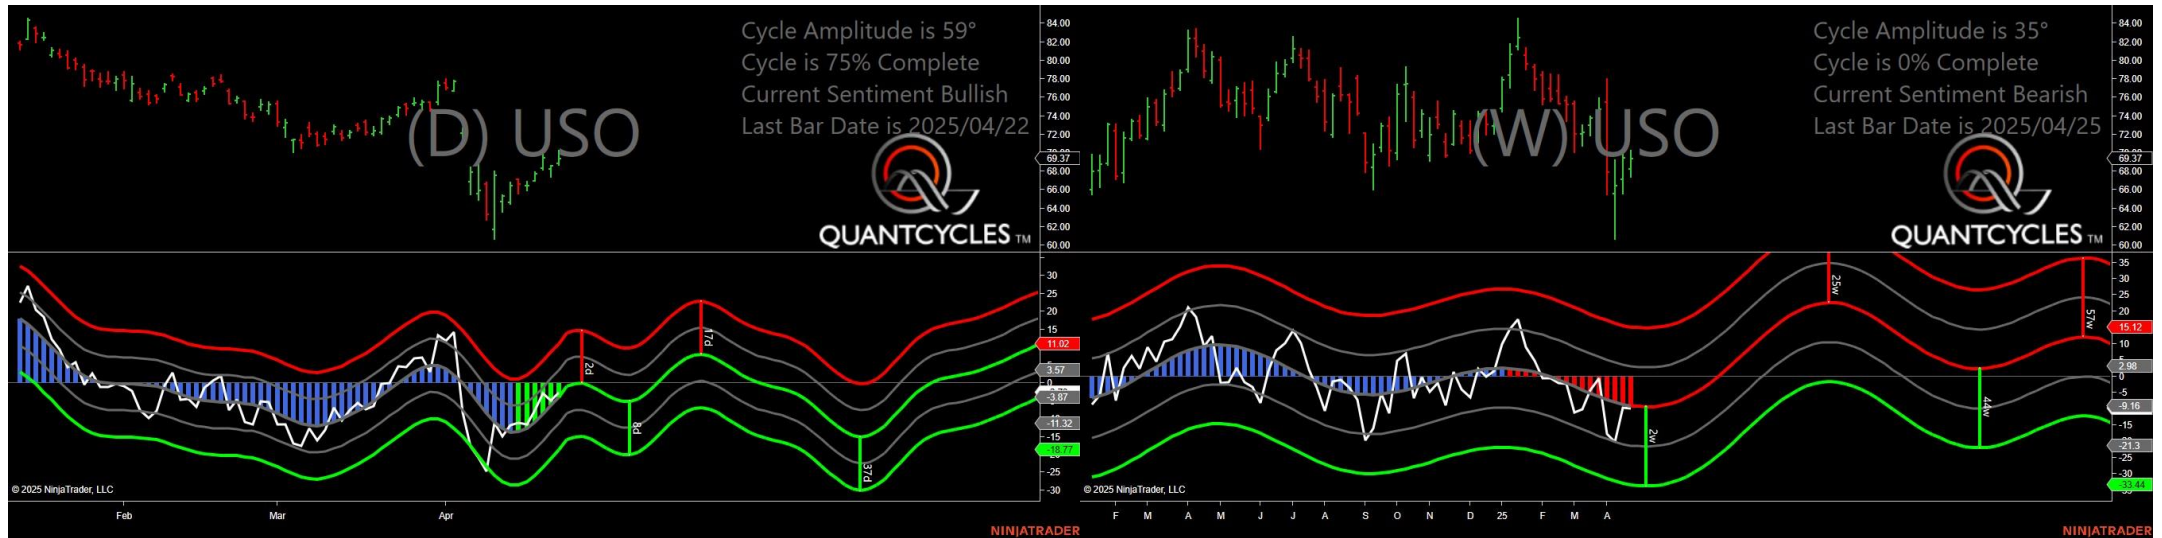 Cycle Amplitude is 59°
Cycle is 75% Complete
Current Sentiment Bullish
Last Bar Date is 2025/04/22
(D) USO
QUANTCYCLES TM
84.00
82.00
80.00
78.00
76.00
74.00
72.00
69.37
68.00
66.00
64.00
62.00
60.00
30
25
20
15
11.02
5
3.57
0
-3.87
-11.32
-15
-18.77
-25
-30
2d
8d
17d
37d
© 2025 NinjaTrader, LLC
Feb Mar Apr
NINJATRADER
Cycle Amplitude is 35°
Cycle is 0% Complete
Current Sentiment Bearish
Last Bar Date is 2025/04/25
(W) USO
QUANTCYCLES TM
84.00
82.00
80.00
78.00
76.00
74.00
72.00
69.37
68.00
66.00
64.00
62.00
60.00
35
30
25
20
15.12
10
5
2.98
0
-5
-9.16
-15
-21.3
-25
-30
-33.44
2w
25w
44w
57w
© 2025 NinjaTrader, LLC
F M A M J J A S O N D 25 F M A
NINJATRADER